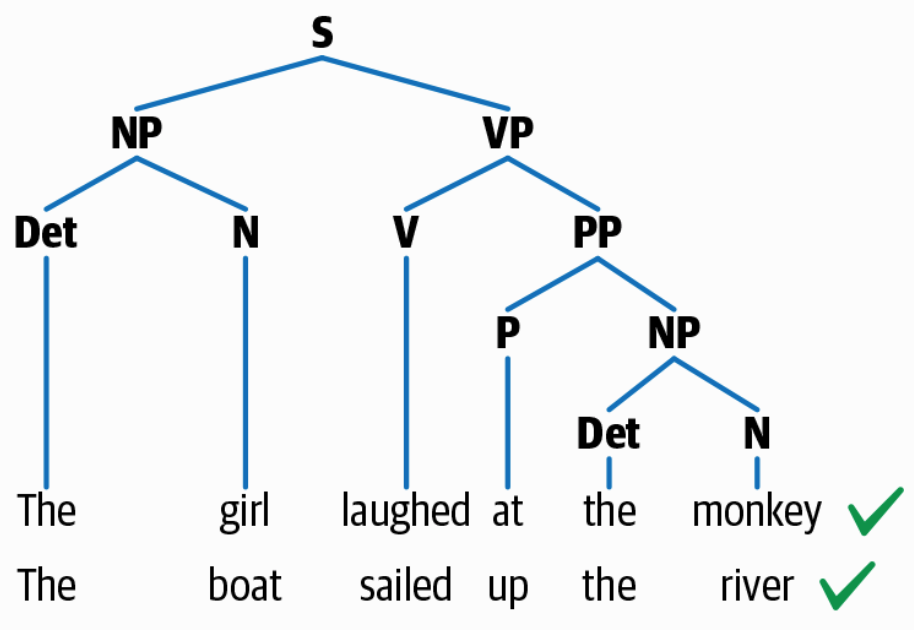 S
NP VP
Det N V PP
P NP
Det N
The girl laughed at the monkey
The boat sailed up the river